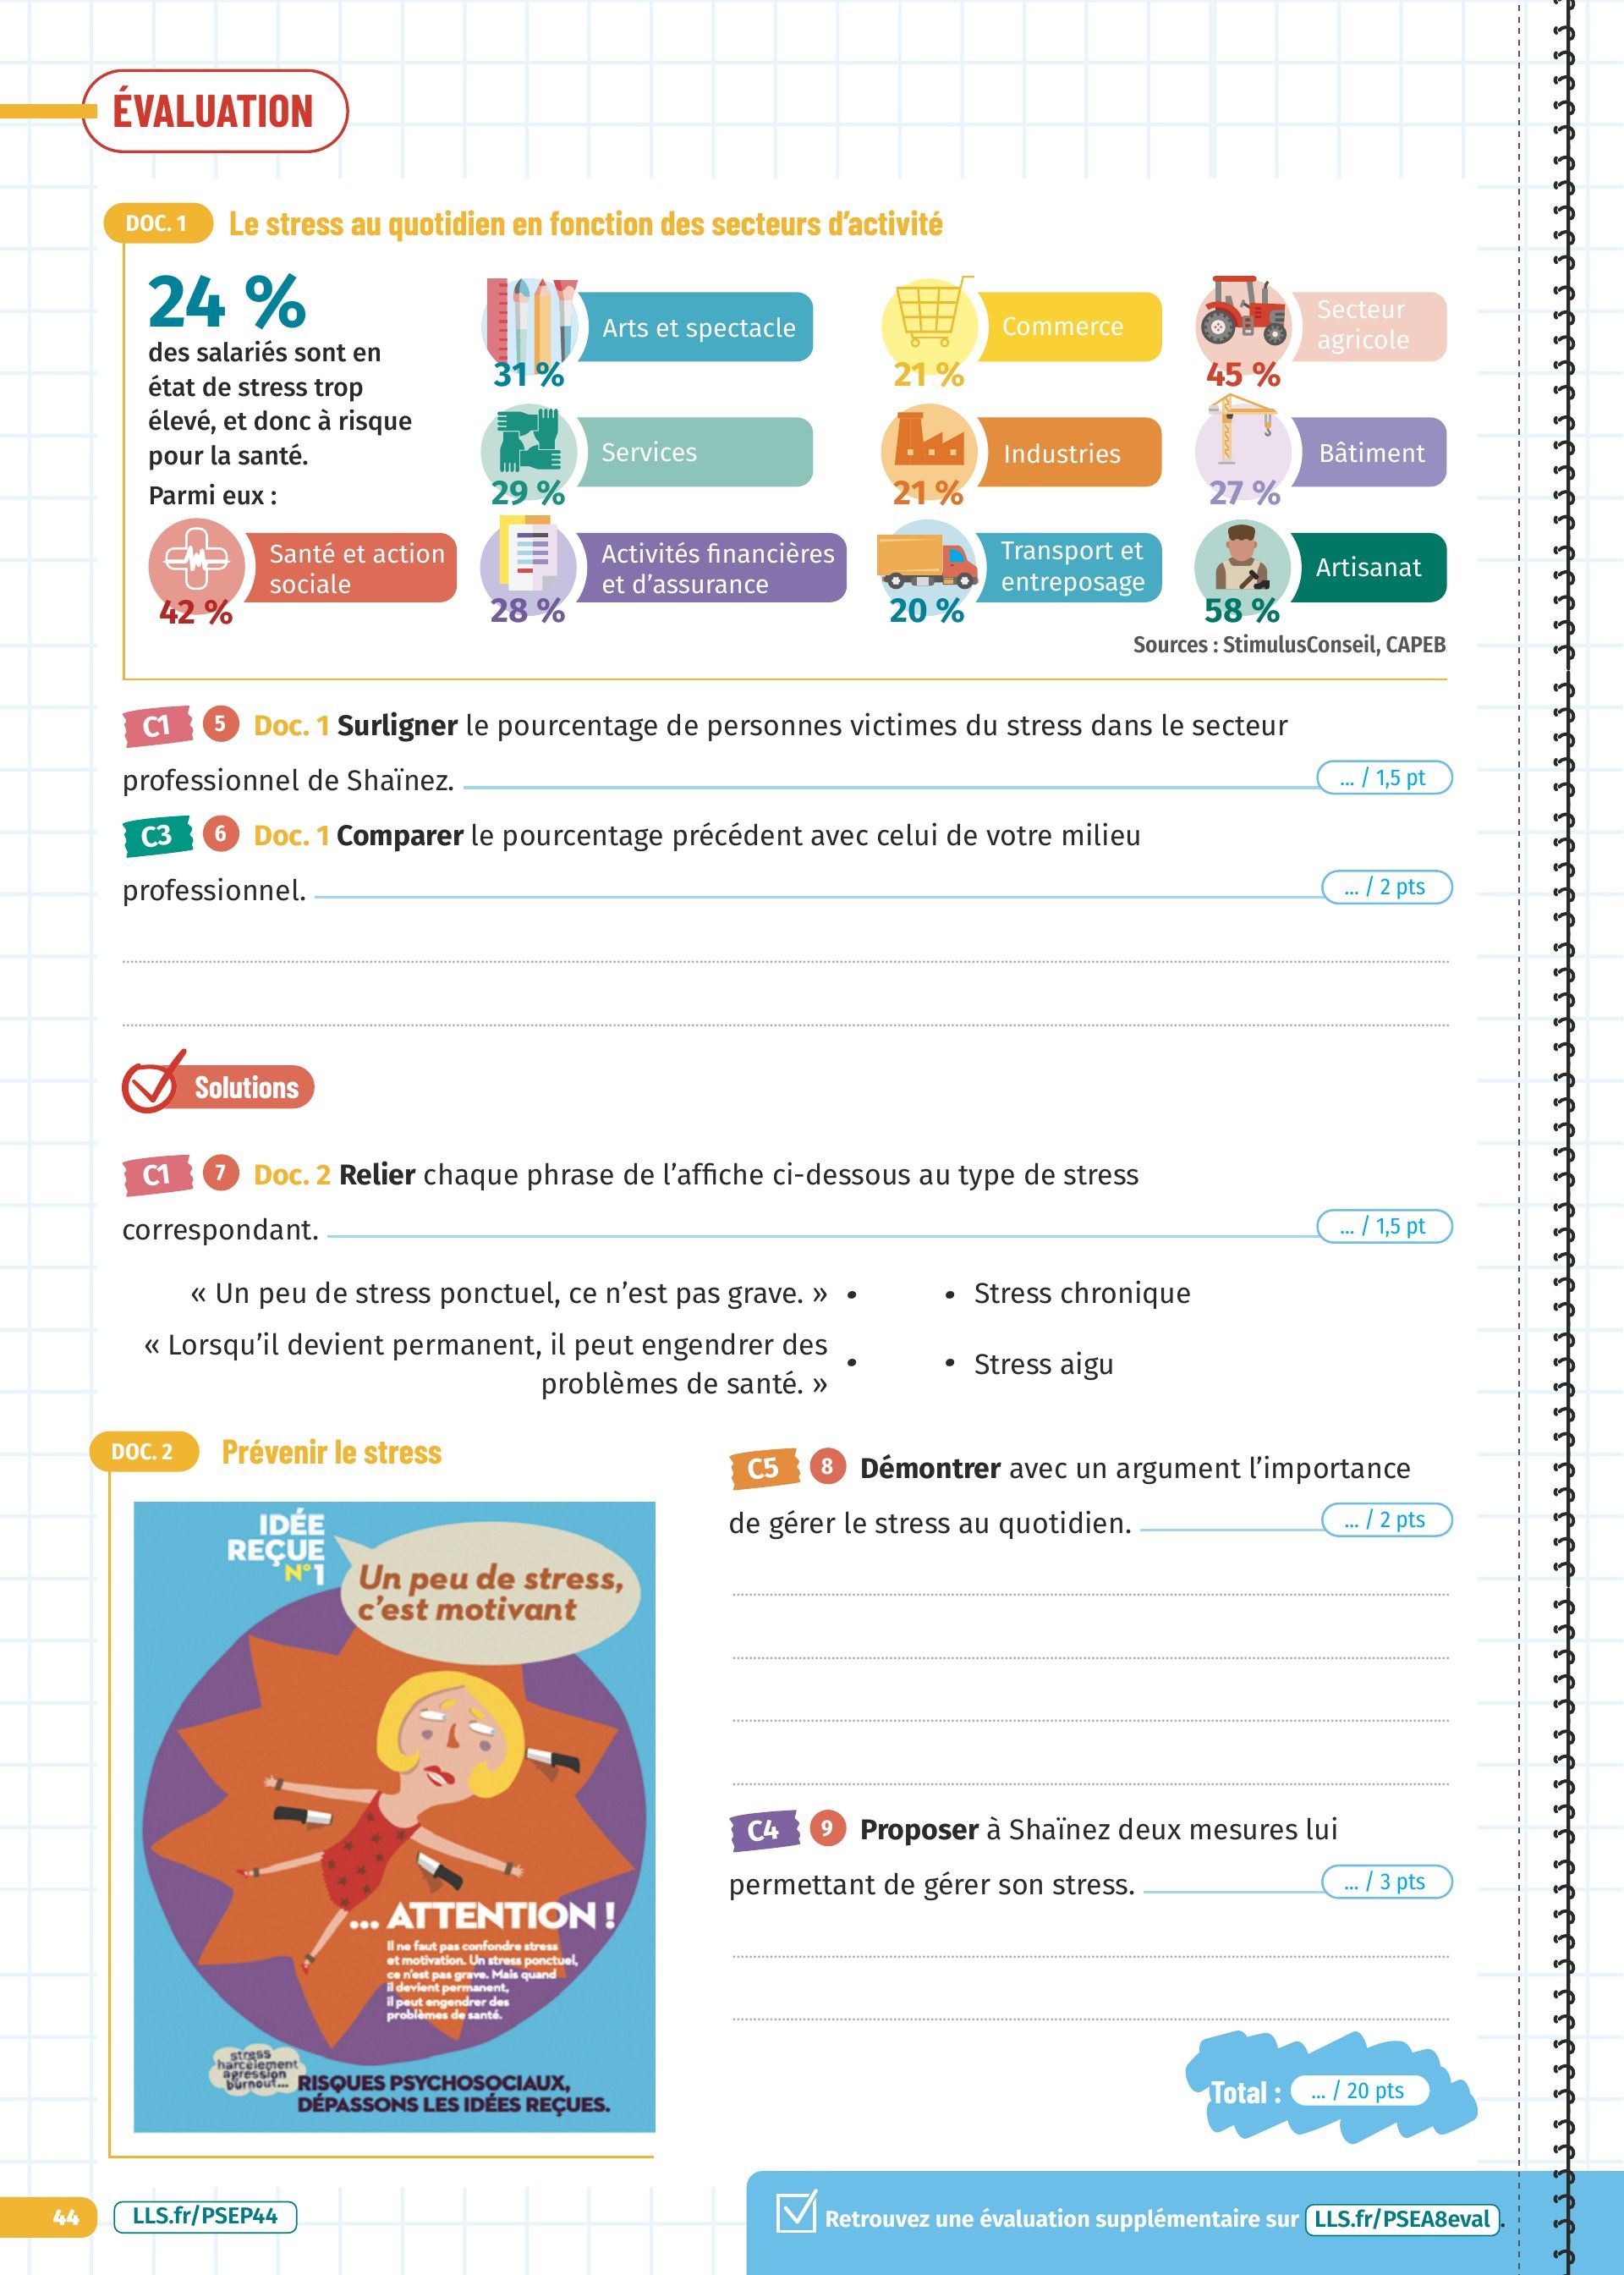 ÉVALUATION
DOC. 1 Le stress au quotidien en fonction des secteurs d'activité
24 %
des salariés sont en
état de stress trop
élevé, et donc à risque
pour la santé.
Parmi eux :
Arts et spectacle
31 %
Commerce
21 %
Secteur
agricole
45 %
Services
29 %
Industries
21 %
Bâtiment
27 %
Santé et action
sociale
42 %
Activités financières
et d'assurance
28 %
Transport et
entreposage
20 %
Artisanat
58 %
Sources : StimulusConseil, CAPEB
C1 5 Doc. 1 Surligner le pourcentage de personnes victimes du stress dans le secteur
professionnel de Shaïnez. ... / 1,5 pt
C3 6 Doc. 1 Comparer le pourcentage précédent avec celui de votre milieu
professionnel. ... / 2 pts
Solutions
C1 7 Doc. 2 Relier chaque phrase de l'affiche ci-dessous au type de stress
correspondant. ... / 1,5 pt
« Un peu de stress ponctuel, ce n'est pas grave. » • • Stress chronique
« Lorsqu'il devient permanent, il peut engendrer des
problèmes de santé. » • • Stress aigu
DOC. 2 Prévenir le stress
IDÉE
REÇUE
N°1
Un peu de stress,
c'est motivant
... ATTENTION !
Il ne faut pas confondre stress
et motivation. Un stress ponctuel,
ce n'est pas grave. Mais quand
il devient permanent,
il peut engendrer des
problèmes de santé.
stress
harcèlement
agression
burnout...
RISQUES PSYCHOSOCIAUX,
DÉPASSONS LES IDÉES REÇUES.
C5 8 Démontrer avec un argument l'importance
de gérer le stress au quotidien. ... / 2 pts
C4 9 Proposer à Shaïnez deux mesures lui
permettant de gérer son stress. ... / 3 pts
Total : ... / 20 pts
44 LLS.fr/PSEP44
Retrouvez une évaluation supplémentaire sur LLS.fr/PSEA8eval.